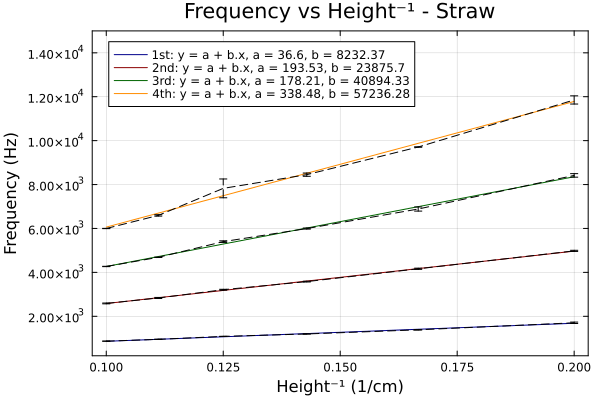 Frequency vs Height⁻¹ - Straw
1st: y = a + b.x, a = 36.6, b = 8232.37
2nd: y = a + b.x, a = 193.53, b = 23875.7
3rd: y = a + b.x, a = 178.21, b = 40894.33
4th: y = a + b.x, a = 338.48, b = 57236.28
1.40×10⁴
1.20×10⁴
1.00×10⁴
8.00×10³
6.00×10³
4.00×10³
2.00×10³
Frequency (Hz)
0.100 0.125 0.150 0.175 0.200
Height⁻¹ (1/cm)